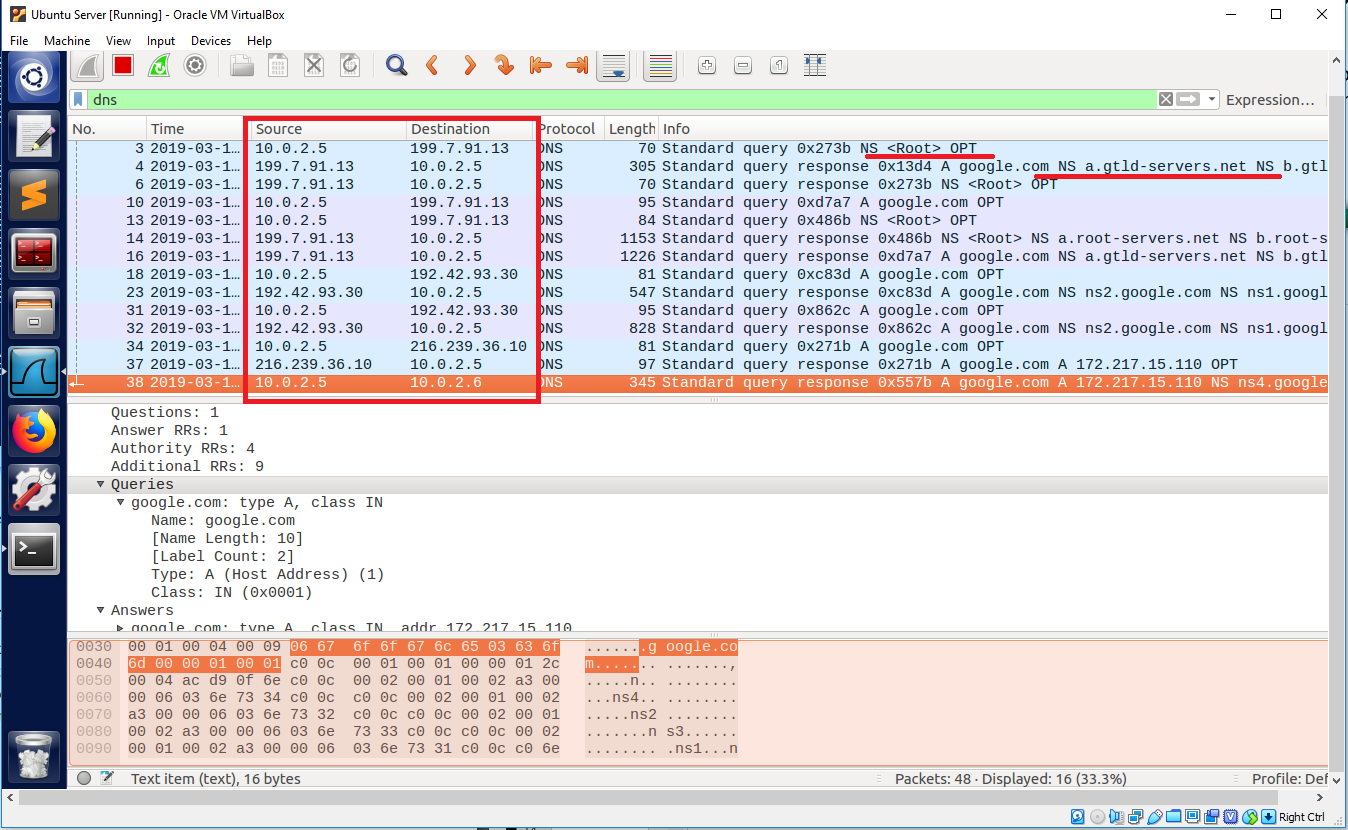 Ubuntu Server [Running] - Oracle VM VirtualBox
File Machine View Input Devices Help
dns Expression…
No. Time Source Destination Protocol Length Info
3 2019-03-1… 10.0.2.5 199.7.91.13 DNS 70 Standard query 0x273b NS <Root> OPT
4 2019-03-1… 199.7.91.13 10.0.2.5 DNS 305 Standard query response 0x13d4 A google.com NS a.gtld-servers.net NS b.gtl
6 2019-03-1… 10.0.2.5 199.7.91.13 DNS 70 Standard query 0x273b NS <Root> OPT
10 2019-03-1… 10.0.2.5 199.7.91.13 DNS 95 Standard query 0xd7a7 A google.com OPT
13 2019-03-1… 10.0.2.5 199.7.91.13 DNS 84 Standard query 0x486b NS <Root> OPT
14 2019-03-1… 199.7.91.13 10.0.2.5 DNS 1153 Standard query response 0x486b NS <Root> NS a.root-servers.net NS b.root-s
16 2019-03-1… 199.7.91.13 10.0.2.5 DNS 1226 Standard query response 0xd7a7 A google.com NS a.gtld-servers.net NS b.gtl
18 2019-03-1… 10.0.2.5 192.42.93.30 DNS 81 Standard query 0xc83d A google.com OPT
23 2019-03-1… 192.42.93.30 10.0.2.5 DNS 547 Standard query response 0xc83d A google.com NS ns2.google.com NS ns1.googl
31 2019-03-1… 10.0.2.5 192.42.93.30 DNS 95 Standard query 0x862c A google.com OPT
32 2019-03-1… 192.42.93.30 10.0.2.5 DNS 828 Standard query response 0x862c A google.com NS ns2.google.com NS ns1.googl
34 2019-03-1… 10.0.2.5 216.239.36.10 DNS 81 Standard query 0x271b A google.com OPT
37 2019-03-1… 216.239.36.10 10.0.2.5 DNS 97 Standard query response 0x271b A google.com A 172.217.15.110 OPT
38 2019-03-1… 10.0.2.5 10.0.2.6 DNS 345 Standard query response 0x557b A google.com A 172.217.15.110 NS ns4.google
Questions: 1
Answer RRs: 1
Authority RRs: 4
Additional RRs: 9
Queries
google.com: type A, class IN
Name: google.com
[Name Length: 10]
[Label Count: 2]
Type: A (Host Address) (1)
Class: IN (0x0001)
Answers
google.com: type A, class IN, addr 172.217.15.110
0030 00 01 00 04 00 09 06 67 6f 6f 67 6c 65 03 63 6f .......g oogle.co
0040 6d 00 00 01 00 01 c0 0c 00 01 00 01 00 00 01 2c m....... .......,
0050 00 04 ac d9 0f 6e c0 0c 00 02 00 01 00 02 a3 00 .....n.. ........
0060 00 06 03 6e 73 34 c0 0c c0 0c 00 02 00 01 00 02 ...ns4.. ........
0070 a3 00 00 06 03 6e 73 32 c0 0c c0 0c 00 02 00 01 .....ns2 ........
0080 00 02 a3 00 00 06 03 6e 73 33 c0 0c c0 0c 00 02 .......n s3......
0090 00 01 00 02 a3 00 00 06 03 6e 73 31 c0 0c c0 6e ........ .ns1...n
Text item (text), 16 bytes Packets: 48 · Displayed: 16 (33.3%) Profile: Def
Right Ctrl